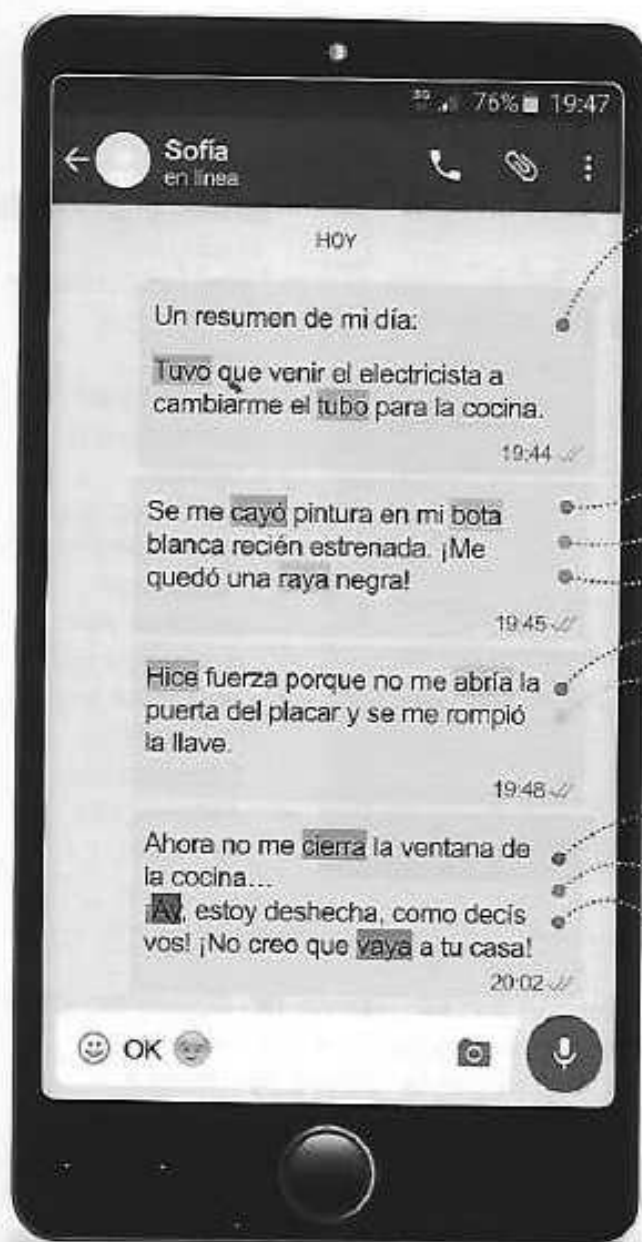 3G 76% 19:47
Sofía
en línea
HOY
Un resumen de mi día:
Tuvo que venir el electricista a
cambiarme el tubo para la cocina.
19:44
Se me cayó pintura en mi bota
blanca recién estrenada. ¡Me
quedó una raya negra!
19:45
Hice fuerza porque no me abría la
puerta del placar y se me rompió
la llave.
19:48
Ahora no me cierra la ventana de
la cocina...
¡Ay, estoy deshecha, como decís
vos! ¡No creo que vaya a tu casa!
20:02
OK